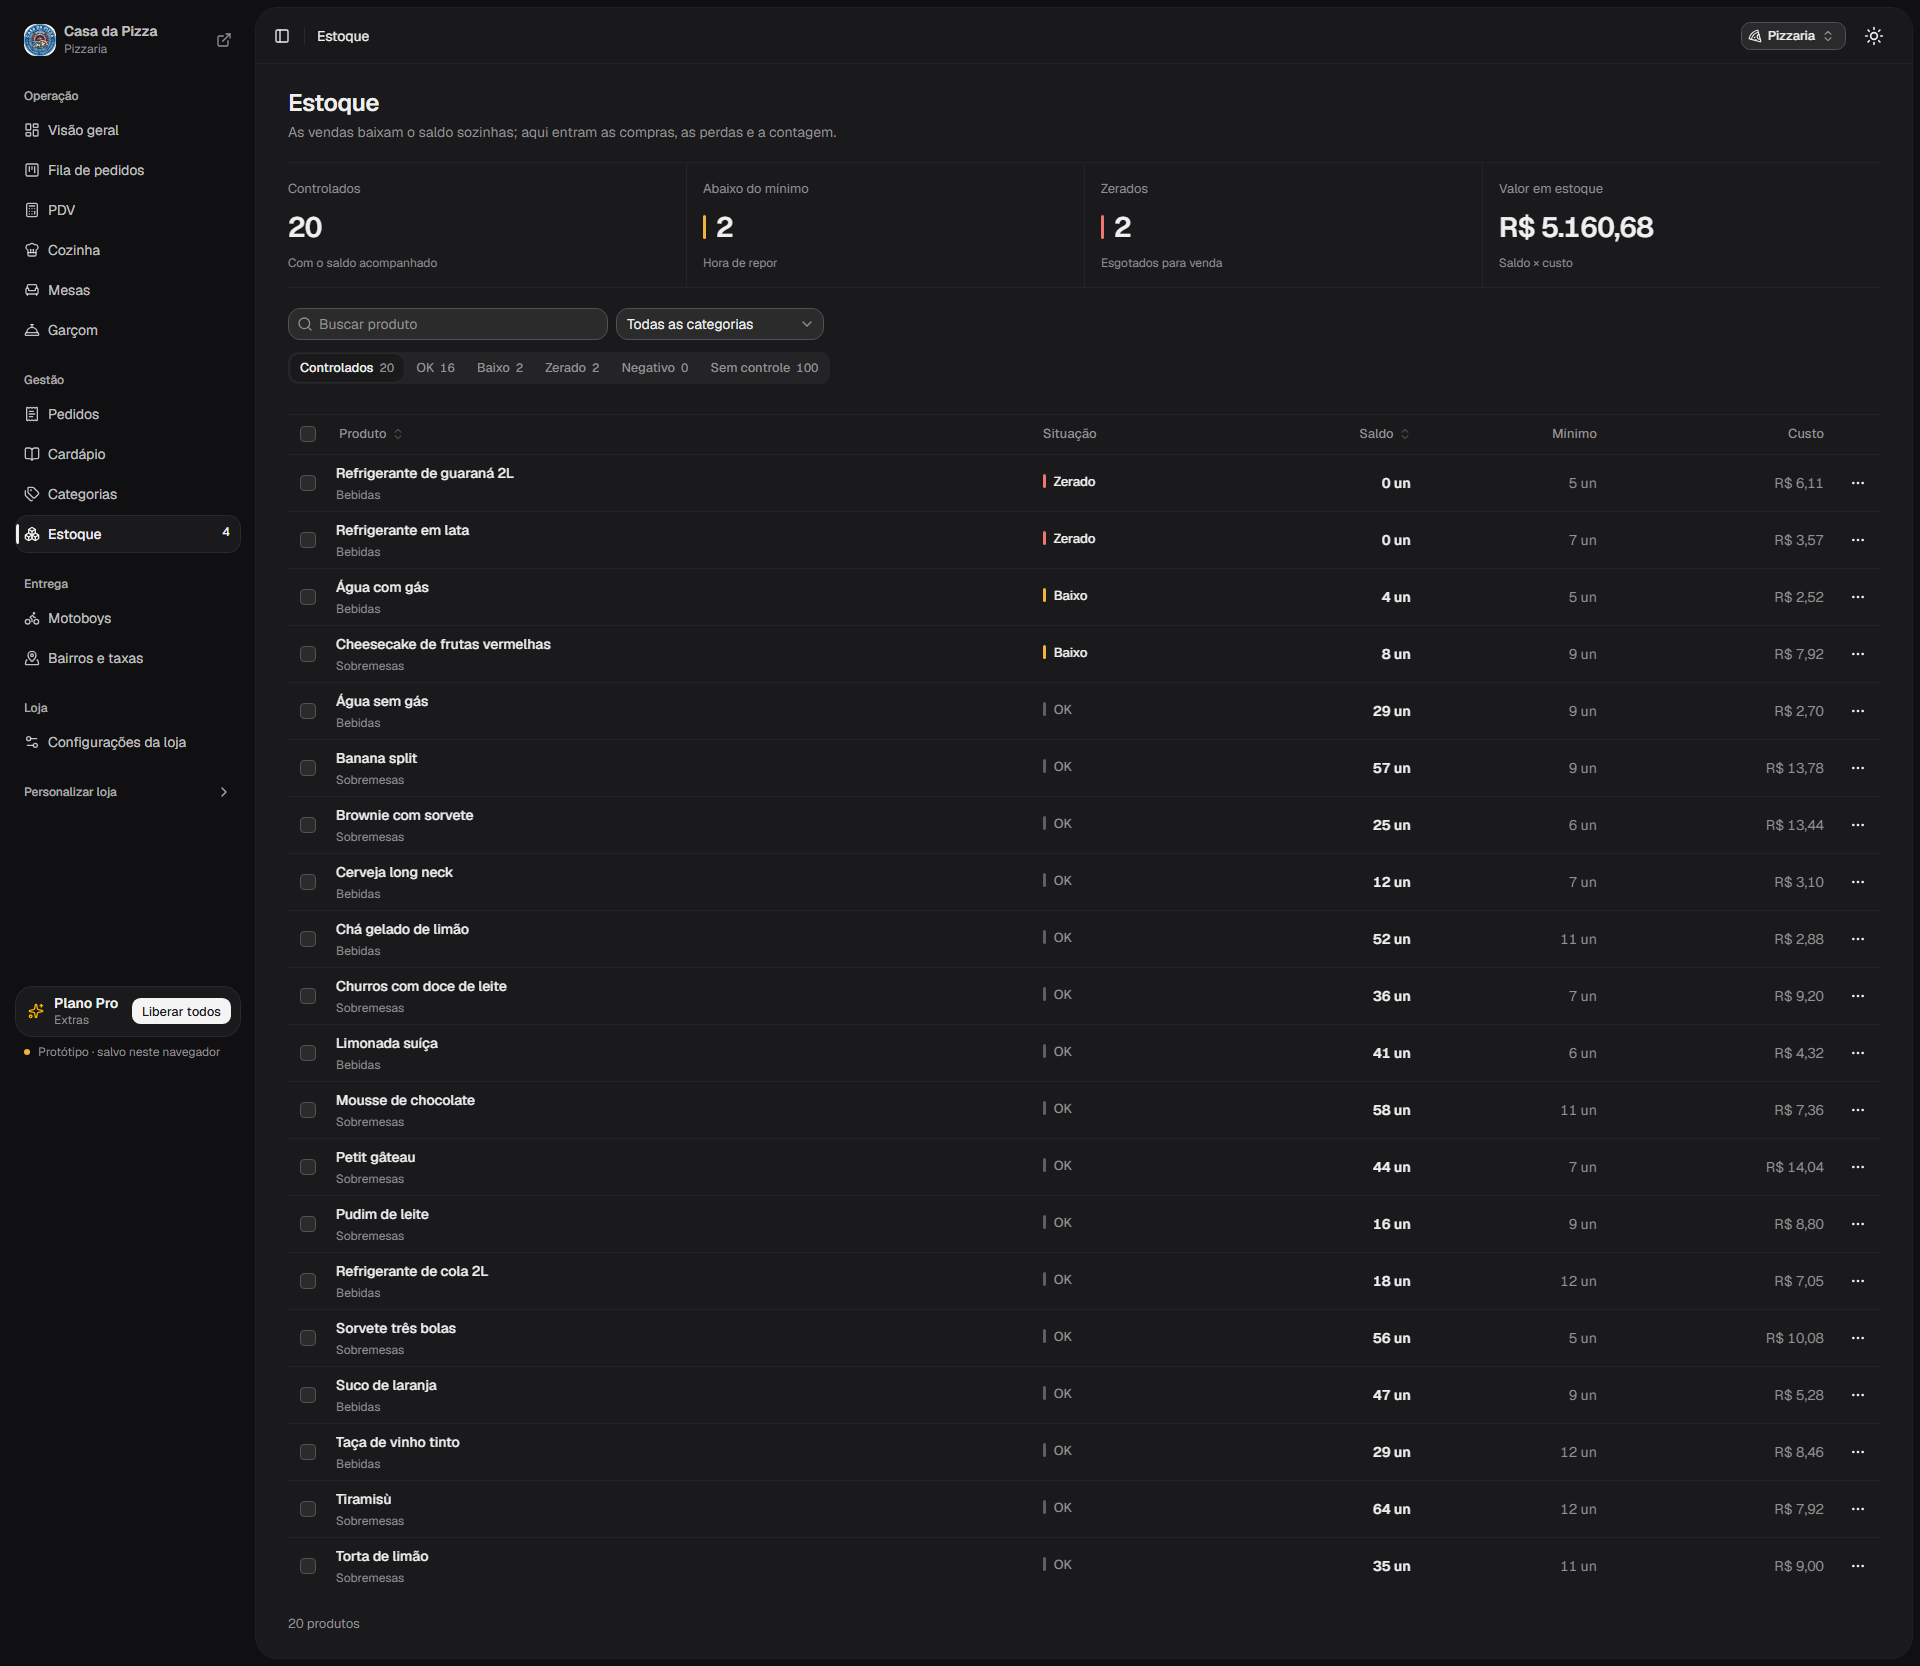 Casa da Pizza
Pizzaria
Operação
Visão geral
Fila de pedidos
PDV
Cozinha
Mesas
Garçom
Gestão
Pedidos
Cardápio
Categorias
Estoque 4
Entrega
Motoboys
Bairros e taxas
Loja
Configurações da loja
Personalizar loja
Plano Pro
Extras
Liberar todos
Protótipo · salvo neste navegador
Estoque
Pizzaria
Estoque
As vendas baixam o saldo sozinhas; aqui entram as compras, as perdas e a contagem.
Controlados
20
Com o saldo acompanhado
Abaixo do mínimo
2
Hora de repor
Zerados
2
Esgotados para venda
Valor em estoque
R$ 5.160,68
Saldo × custo
Buscar produto
Todas as categorias
Controlados 20 OK 16 Baixo 2 Zerado 2 Negativo 0 Sem controle 100
Produto Situação Saldo Mínimo Custo
Refrigerante de guaraná 2L Zerado 0 un 5 un R$ 6,11
Bebidas
Refrigerante em lata Zerado 0 un 7 un R$ 3,57
Bebidas
Água com gás Baixo 4 un 5 un R$ 2,52
Bebidas
Cheesecake de frutas vermelhas Baixo 8 un 9 un R$ 7,92
Sobremesas
Água sem gás OK 29 un 9 un R$ 2,70
Bebidas
Banana split OK 57 un 9 un R$ 13,78
Sobremesas
Brownie com sorvete OK 25 un 6 un R$ 13,44
Sobremesas
Cerveja long neck OK 12 un 7 un R$ 3,10
Bebidas
Chá gelado de limão OK 52 un 11 un R$ 2,88
Bebidas
Churros com doce de leite OK 36 un 7 un R$ 9,20
Sobremesas
Limonada suíça OK 41 un 6 un R$ 4,32
Bebidas
Mousse de chocolate OK 58 un 11 un R$ 7,36
Sobremesas
Petit gâteau OK 44 un 7 un R$ 14,04
Sobremesas
Pudim de leite OK 16 un 9 un R$ 8,80
Sobremesas
Refrigerante de cola 2L OK 18 un 12 un R$ 7,05
Bebidas
Sorvete três bolas OK 56 un 5 un R$ 10,08
Sobremesas
Suco de laranja OK 47 un 9 un R$ 5,28
Bebidas
Taça de vinho tinto OK 29 un 12 un R$ 8,46
Bebidas
Tiramisù OK 64 un 12 un R$ 7,92
Sobremesas
Torta de limão OK 35 un 11 un R$ 9,00
Sobremesas
20 produtos